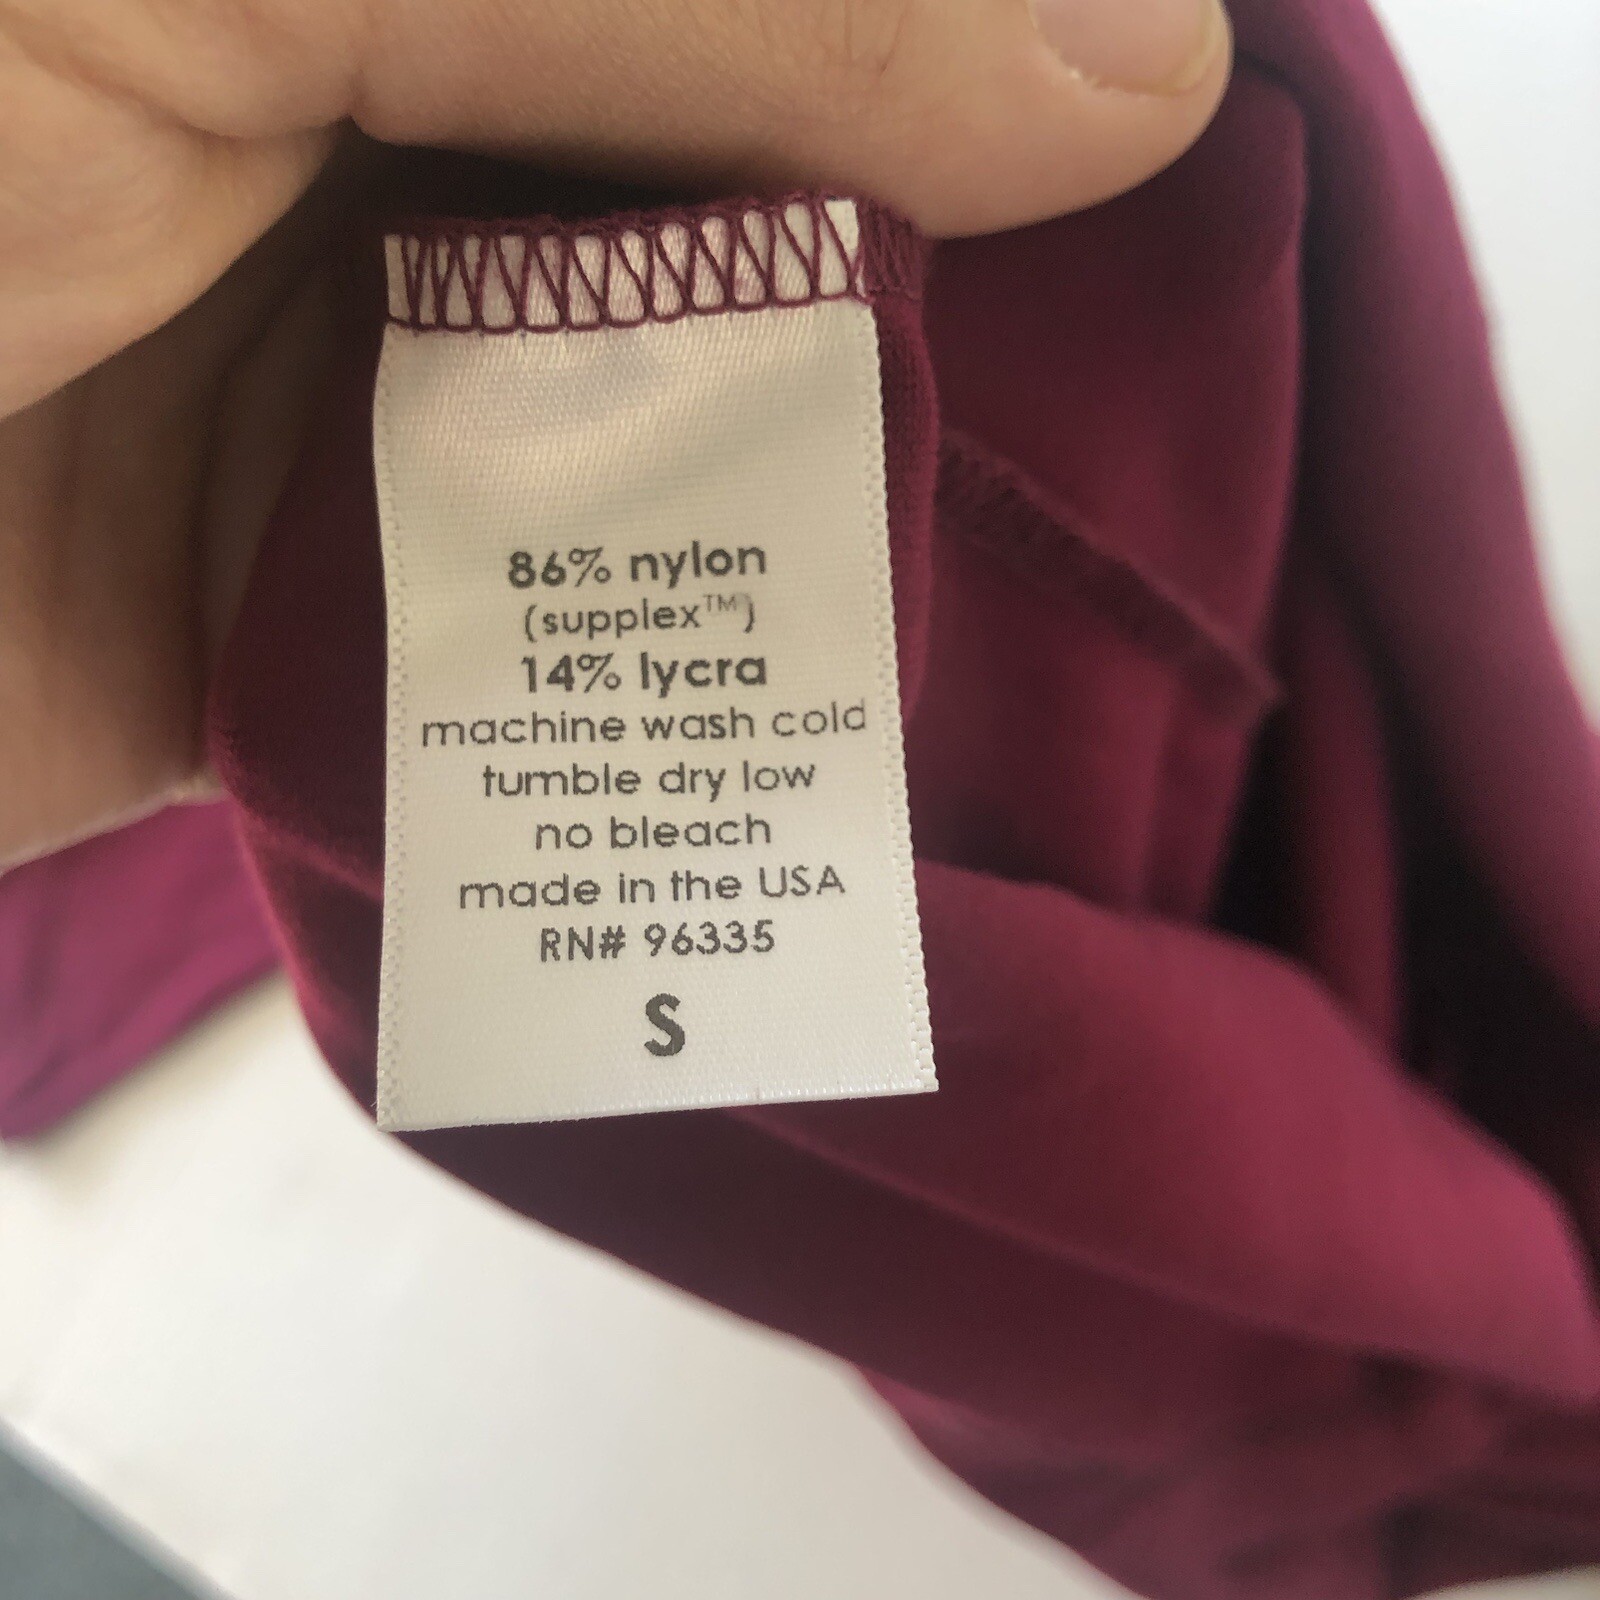 86% nylon
(supplex™)
14% lycra
machine wash cold
tumble dry low
no bleach
made in the USA
RN# 96335
S